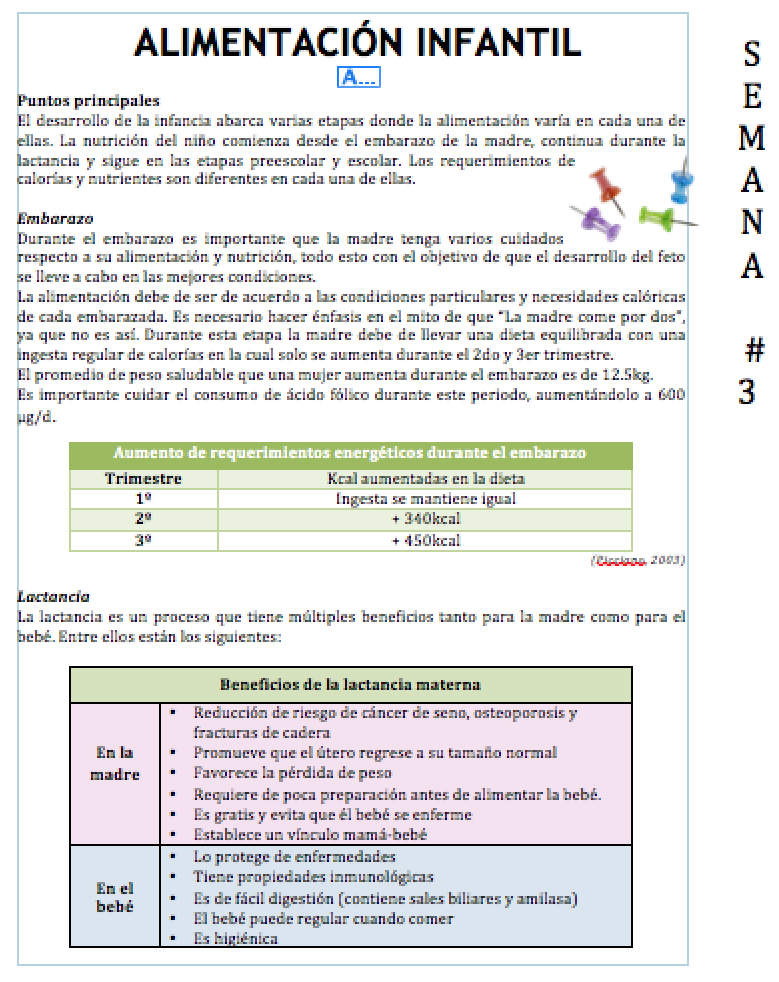 ALIMENTACIÓN INFANTIL
A...
Puntos principales
El desarrollo de la infancia abarca varias etapas donde la alimentación varía en cada una de
ellas. La nutrición del niño comienza desde el embarazo de la madre, continua durante la
lactancia y sigue en las etapas preescolar y escolar. Los requerimientos de
calorías y nutrientes son diferentes en cada una de ellas.
Embarazo
Durante el embarazo es importante que la madre tenga varios cuidados
respecto a su alimentación y nutrición, todo esto con el objetivo de que el desarrollo del feto
se lleve a cabo en las mejores condiciones.
La alimentación debe de ser de acuerdo a las condiciones particulares y necesidades calóricas
de cada embarazada. Es necesario hacer énfasis en el mito de que "La madre come por dos",
ya que no es así. Durante esta etapa la madre debe de llevar una dieta equilibrada con una
ingesta regular de calorías en la cual solo se aumenta durante el 2do y 3er trimestre.
El promedio de peso saludable que una mujer aumenta durante el embarazo es de 12.5kg.
Es importante cuidar el consumo de ácido fólico durante este periodo, aumentándolo a 600
µg/d.
Aumento de requerimientos energéticos durante el embarazo
Trimestre Kcal aumentadas en la dieta
1º Ingesta se mantiene igual
2º + 340kcal
3º + 450kcal
(Picciano, 2003)
Lactancia
La lactancia es un proceso que tiene múltiples beneficios tanto para la madre como para el
bebé. Entre ellos están los siguientes:
Beneficios de la lactancia materna
En la
madre
• Reducción de riesgo de cáncer de seno, osteoporosis y
fracturas de cadera
• Promueve que el útero regrese a su tamaño normal
• Favorece la pérdida de peso
• Requiere de poca preparación antes de alimentar la bebé.
• Es gratis y evita que él bebé se enferme
• Establece un vínculo mamá-bebé
En el
bebé
• Lo protege de enfermedades
• Tiene propiedades inmunológicas
• Es de fácil digestión (contiene sales biliares y amilasa)
• El bebé puede regular cuando comer
• Es higiénica
S
E
M
A
N
A
#
3